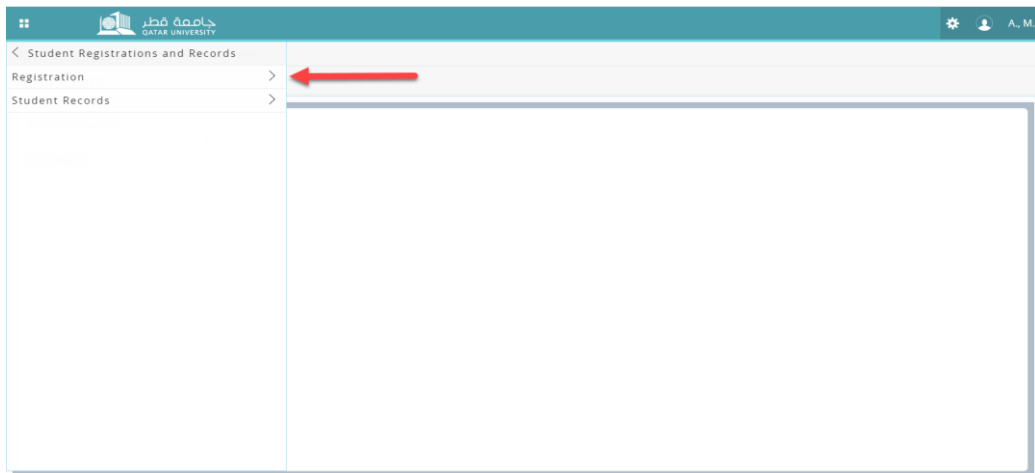 جامعة قطر
QATAR UNIVERSITY
A., M.
Student Registrations and Records
Registration
Student Records